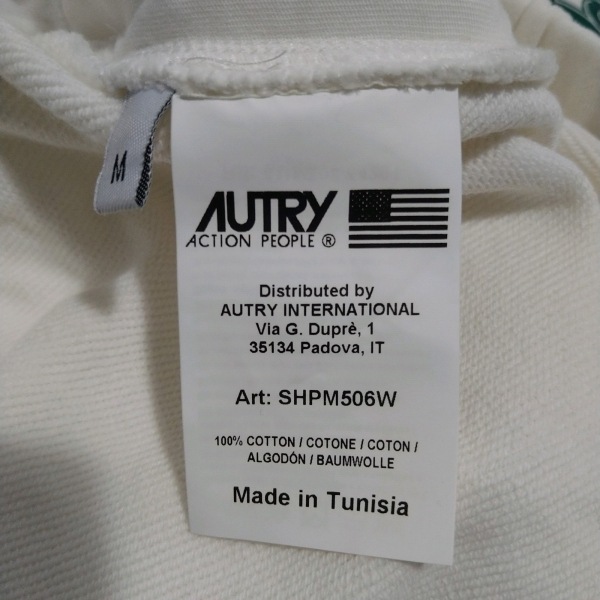 M
AUTRY
ACTION PEOPLE ®
Distributed by
AUTRY INTERNATIONAL
Via G. Duprè, 1
35134 Padova, IT
Art: SHPM506W
100% COTTON / COTONE / COTON /
ALGODÓN / BAUMWOLLE
Made in Tunisia